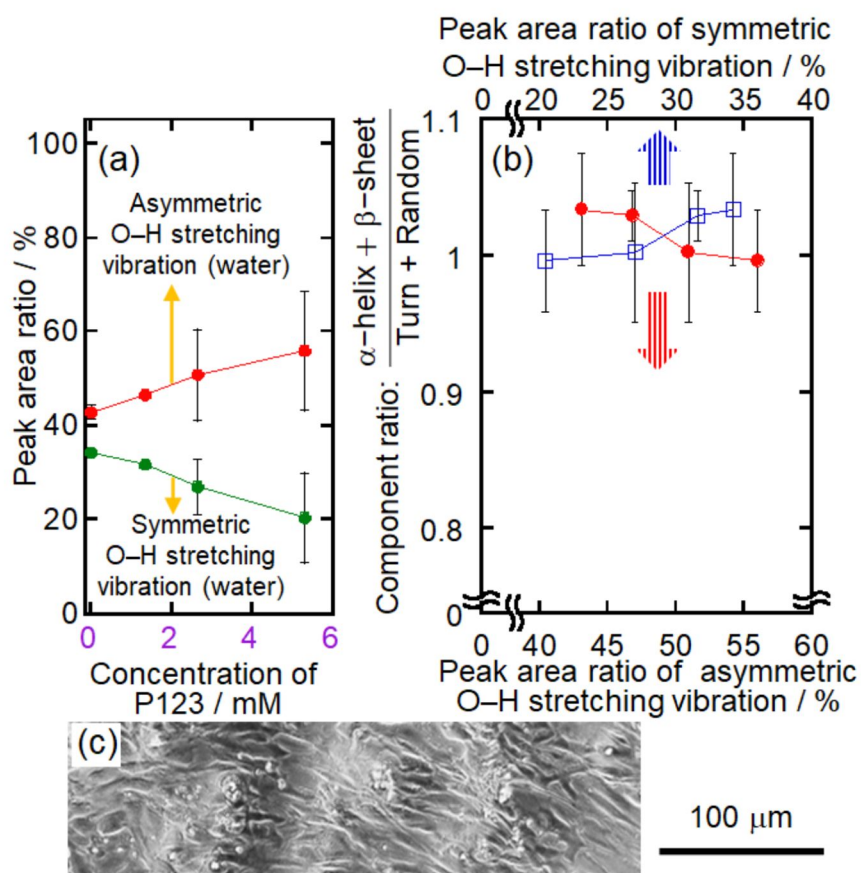 (a)
Peak area ratio / %
100
80
60
40
20
0
Asymmetric
O–H stretching
vibration (water)
Symmetric
O–H stretching
vibration (water)
0 2 4 6
Concentration of
P123 / mM
Peak area ratio of symmetric
O–H stretching vibration / %
0 20 25 30 35 40
(b)
Component ratio: α-helix + β-sheet
Turn + Random
1.1
1
0.9
0.8
0
0 40 45 50 55 60
Peak area ratio of asymmetric
O–H stretching vibration / %
(c)
100 μm